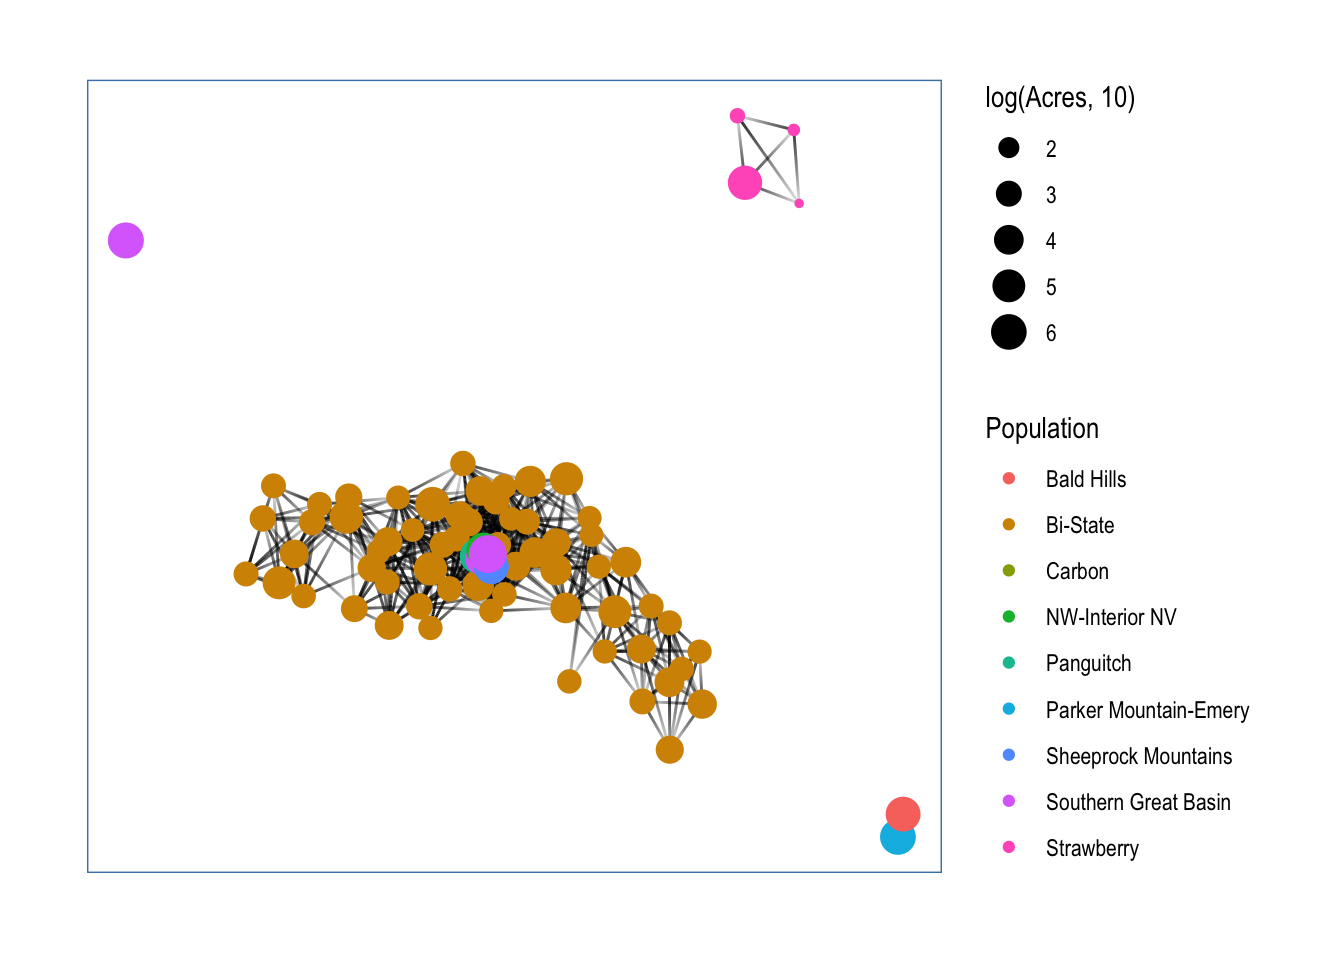 log(Acres, 10)
2
3
4
5
6
Population
Bald Hills
Bi-State
Carbon
NW-Interior NV
Panguitch
Parker Mountain-Emery
Sheeprock Mountains
Southern Great Basin
Strawberry